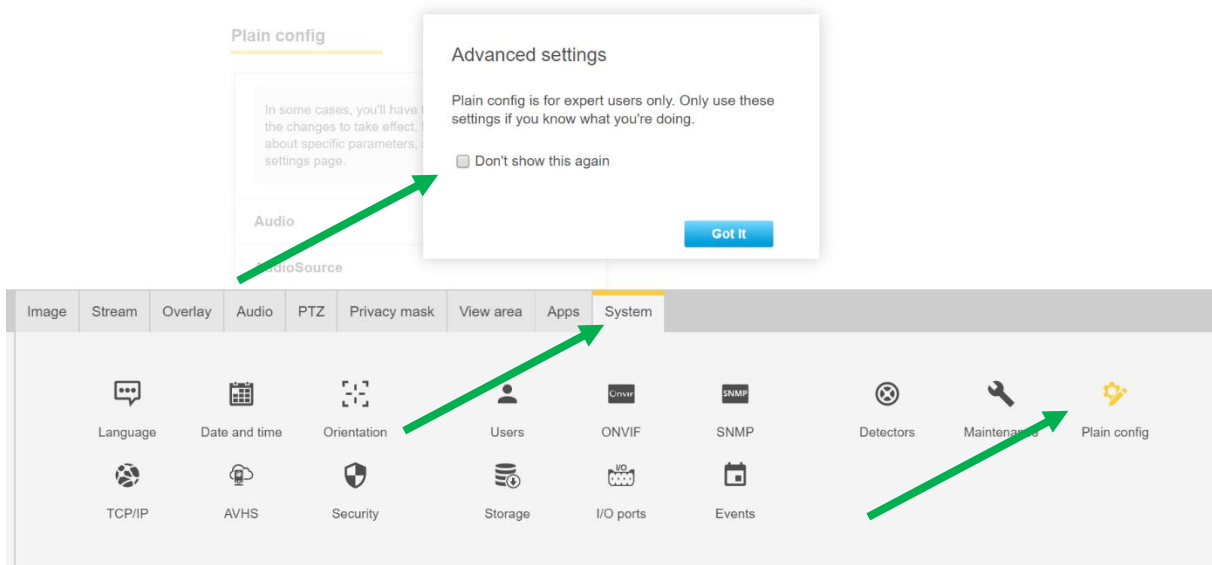 Plain config
Advanced settings
Plain config is for expert users only. Only use these
settings if you know what you're doing.
Don't show this again
Got It
In some cases, you'll have
the changes to take effect.
about specific parameters,
settings page.
Audio
AudioSource
Image Stream Overlay Audio PTZ Privacy mask View area Apps System
Language Date and time Orientation Users ONVIF SNMP Detectors Maintenance Plain config
Onvif SNMP
I/O
TCP/IP AVHS Security Storage I/O ports Events